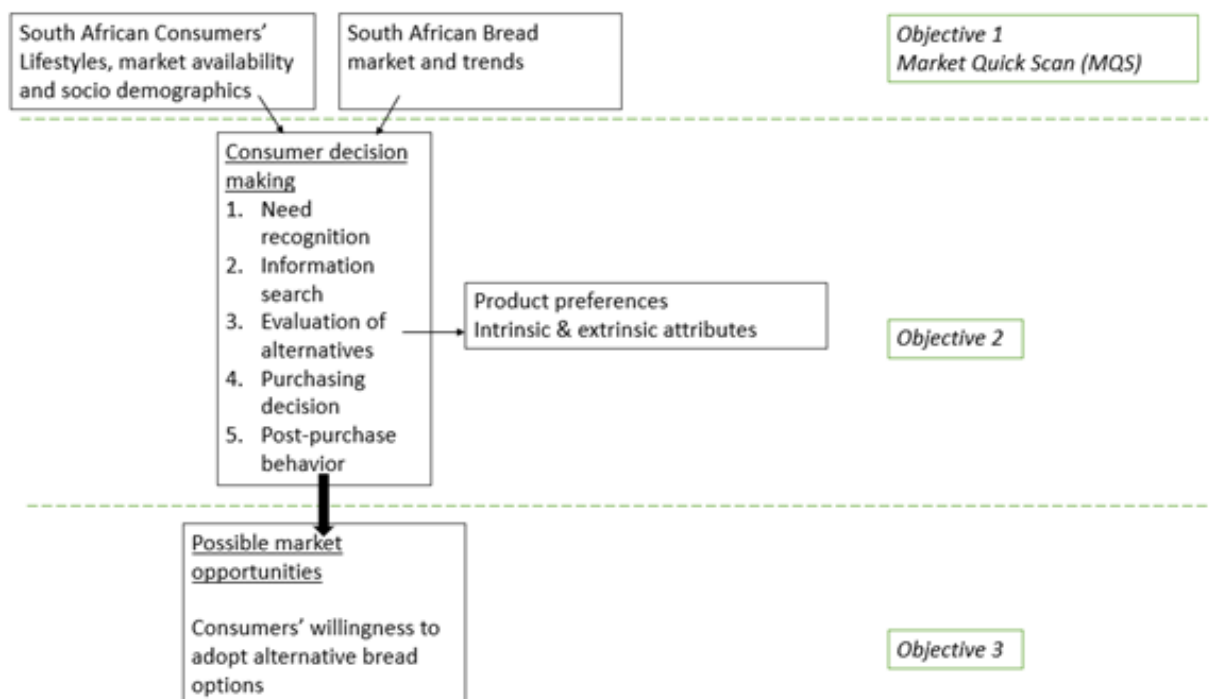 South African Consumers'
Lifestyles, market availability
and socio demographics
South African Bread
market and trends
Objective 1
Market Quick Scan (MQS)
Consumer decision
making
1. Need
recognition
2. Information
search
3. Evaluation of
alternatives
4. Purchasing
decision
5. Post-purchase
behavior
Product preferences
Intrinsic & extrinsic attributes
Objective 2
Possible market
opportunities
Consumers' willingness to
adopt alternative bread
options
Objective 3